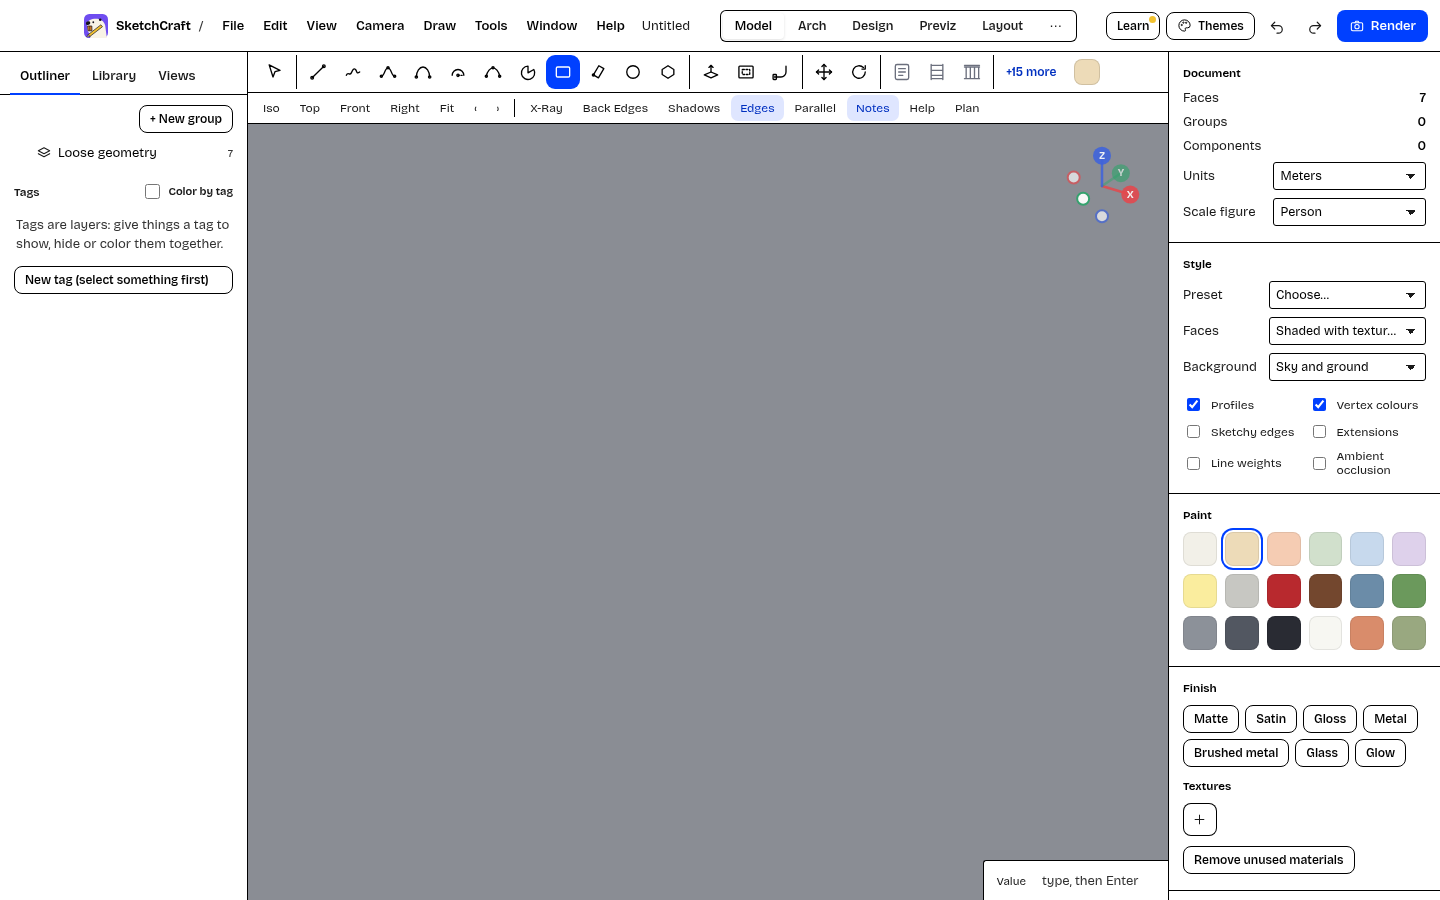 SketchCraft / File Edit View Camera Draw Tools Window Help Untitled Model Arch Design Previz Layout ··· Learn Themes Render
Outliner Library Views
+ New group
Loose geometry 7
Tags Color by tag
Tags are layers: give things a tag to
show, hide or color them together.
New tag (select something first)
+15 more
Iso Top Front Right Fit ‹ › X-Ray Back Edges Shadows Edges Parallel Notes Help Plan
Z
Y
X
Value type, then Enter
Document
Faces 7
Groups 0
Components 0
Units Meters
Scale figure Person
Style
Preset Choose...
Faces Shaded with textur...
Background Sky and ground
Profiles Vertex colours
Sketchy edges Extensions
Line weights Ambient
occlusion
Paint
Finish
Matte Satin Gloss Metal
Brushed metal Glass Glow
Textures
+
Remove unused materials